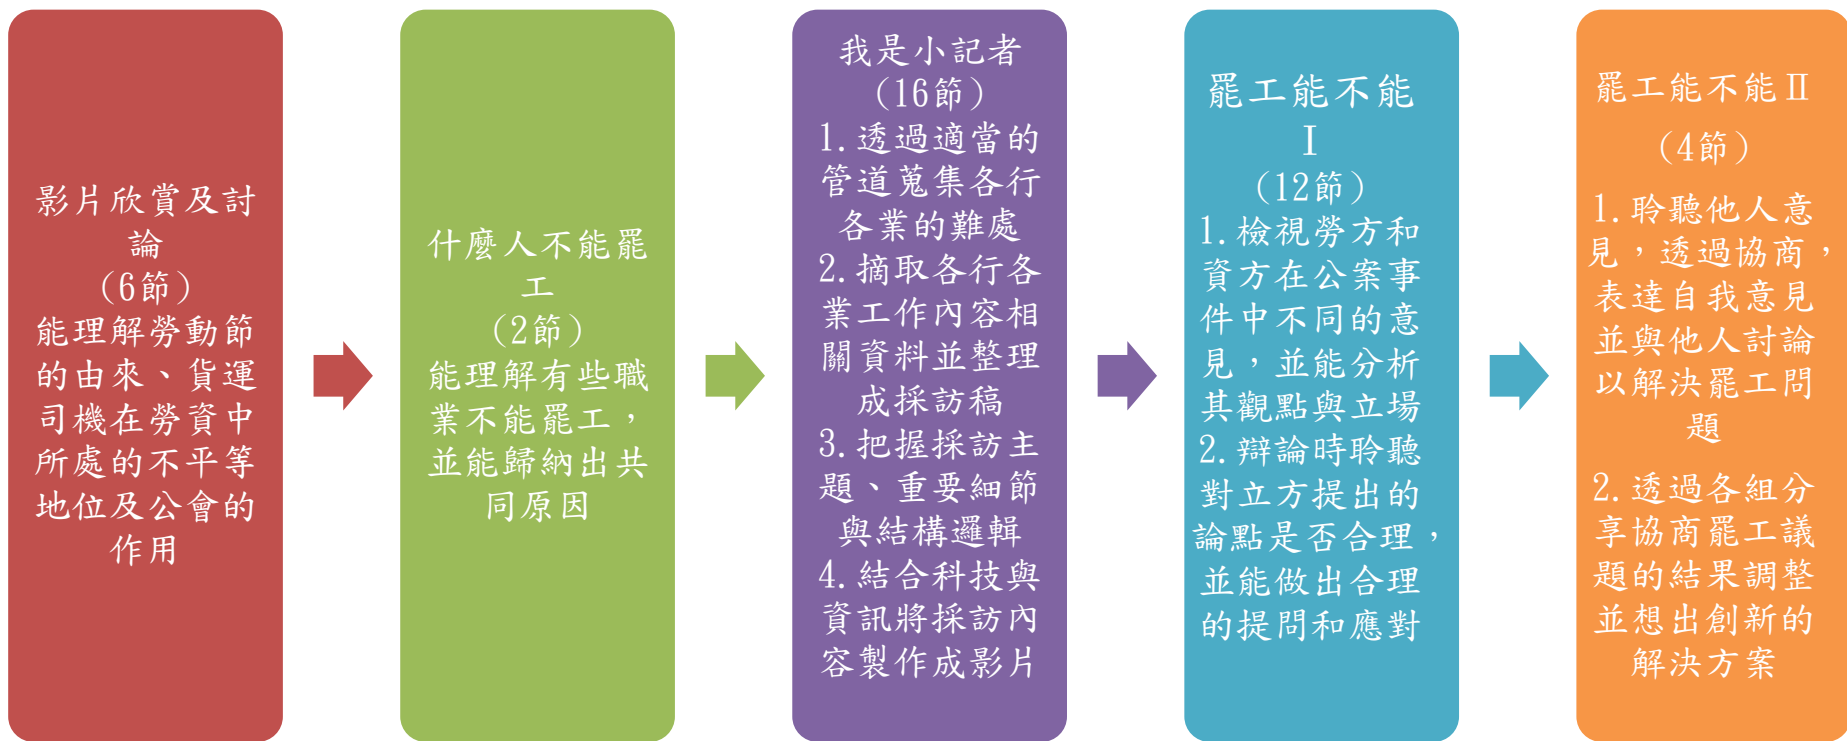 影片欣賞及討
論
（6節）
能理解勞動節
的由來、貨運
司機在勞資中
所處的不平等
地位及公會的
作用
什麼人不能罷
工
（2節）
能理解有些職
業不能罷工，
並能歸納出共
同原因
我是小記者
（16節）
1.透過適當的
管道蒐集各行
各業的難處
2.摘取各行各
業工作內容相
關資料並整理
成採訪稿
3.把握採訪主
題、重要細節
與結構邏輯
4.結合科技與
資訊將採訪內
容製作成影片
罷工能不能
Ⅰ
（12節）
1.檢視勞方和
資方在公案事
件中不同的意
見，並能分析
其觀點與立場
2.辯論時聆聽
對立方提出的
論點是否合理，
並能做出合理
的提問和應對
罷工能不能Ⅱ
（4節）
1.聆聽他人意
見，透過協商，
表達自我意見
並與他人討論
以解決罷工問
題
2.透過各組分
享協商罷工議
題的結果調整
並想出創新的
解決方案